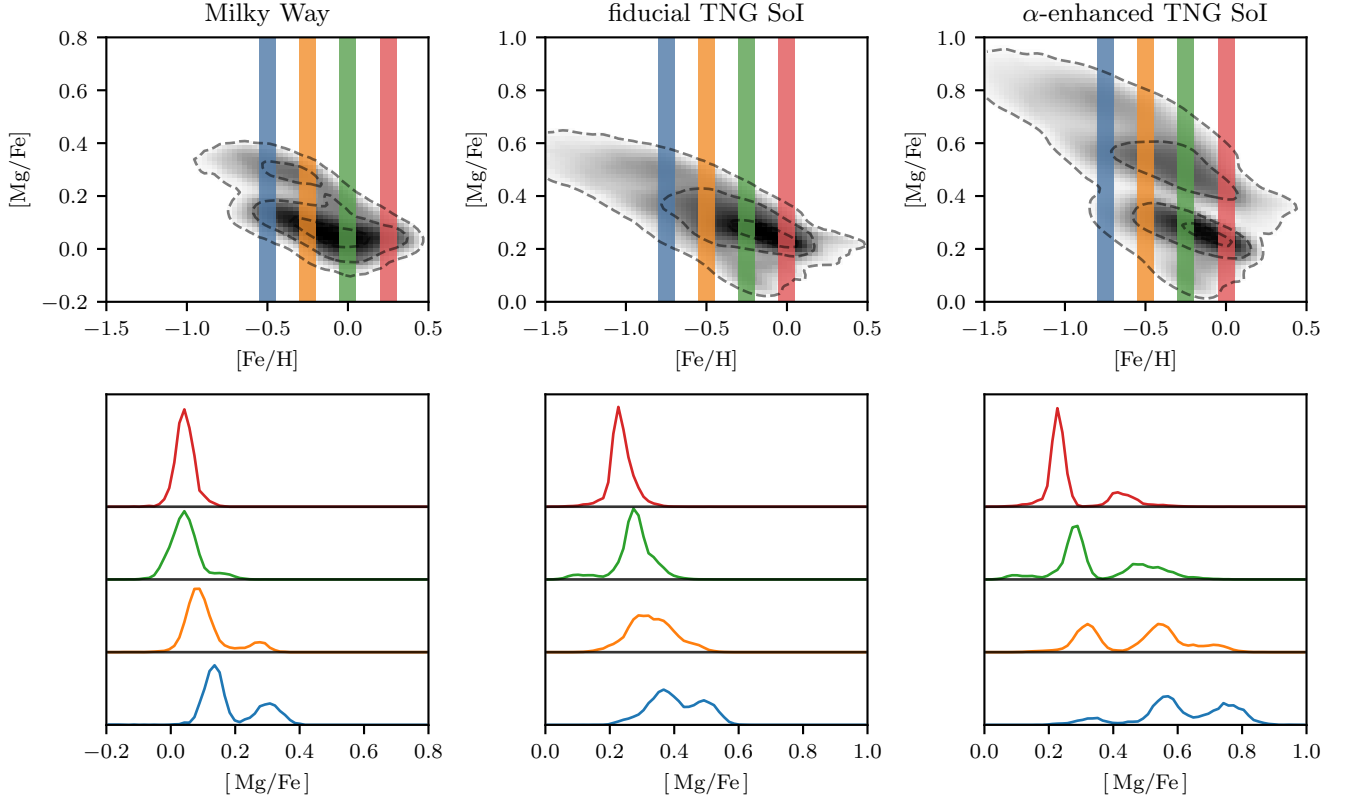 Milky Way fiducial TNG SoI α-enhanced TNG SoI
0.8 1.0 1.0
0.6 0.8 0.8
0.4 0.6 0.6
0.2 0.4 0.4
0.0 0.2 0.2
−0.2 0.0 0.0
[Mg/Fe] [Mg/Fe] [Mg/Fe]
−1.5 −1.0 −0.5 0.0 0.5 −1.5 −1.0 −0.5 0.0 0.5 −1.5 −1.0 −0.5 0.0 0.5
[Fe/H] [Fe/H] [Fe/H]
−0.2 0.0 0.2 0.4 0.6 0.8 0.0 0.2 0.4 0.6 0.8 1.0 0.0 0.2 0.4 0.6 0.8 1.0
[Mg/Fe] [Mg/Fe] [Mg/Fe]